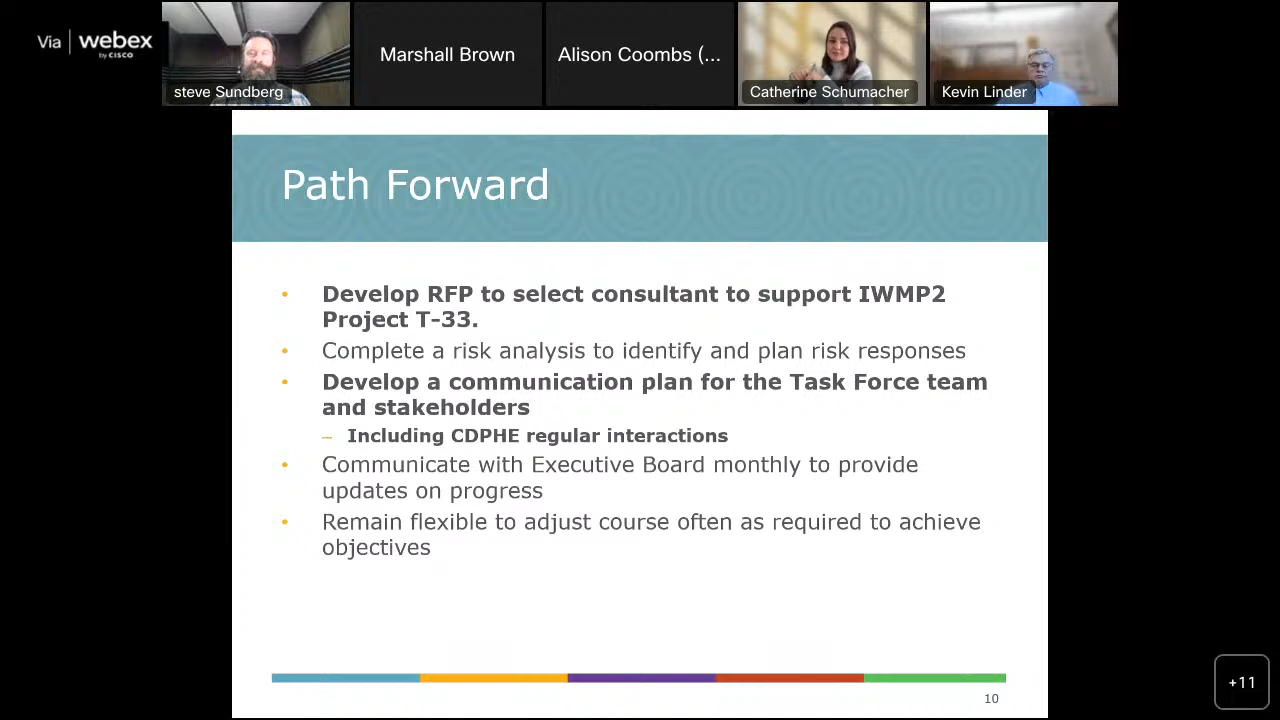 Via webex
by CISCO
steve Sundberg
Marshall Brown
Alison Coombs (...
Catherine Schumacher
Kevin Linder
Path Forward
• Develop RFP to select consultant to support IWMP2
Project T-33.
• Complete a risk analysis to identify and plan risk responses
• Develop a communication plan for the Task Force team
and stakeholders
– Including CDPHE regular interactions
• Communicate with Executive Board monthly to provide
updates on progress
• Remain flexible to adjust course often as required to achieve
objectives
10
+11